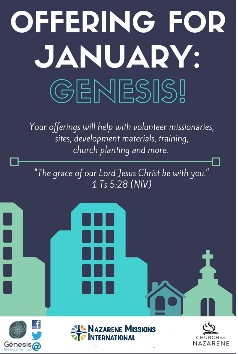 OFFERING FOR
JANUARY:
GENESIS!
Your offerings will help with volunteer missionaries,
sites, development materials, training,
church planting and more.
"The grace of our Lord Jesus Christ be with you."
1 Ts 5:28 (NIV)
Génesis
NAZARENE MISSIONS
INTERNATIONAL
CHURCH OF THE
NAZARENE